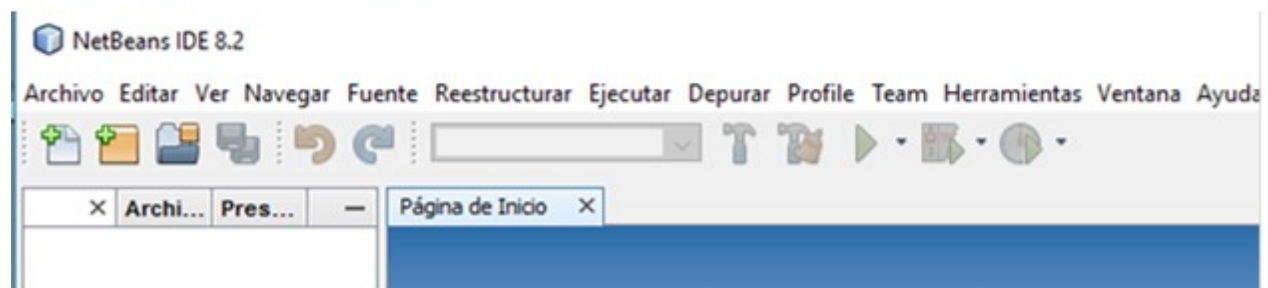 NetBeans IDE 8.2
Archivo Editar Ver Navegar Fuente Reestructurar Ejecutar Depurar Profile Team Herramientas Ventana Ayuda
Archi... Pres... Página de Inicio